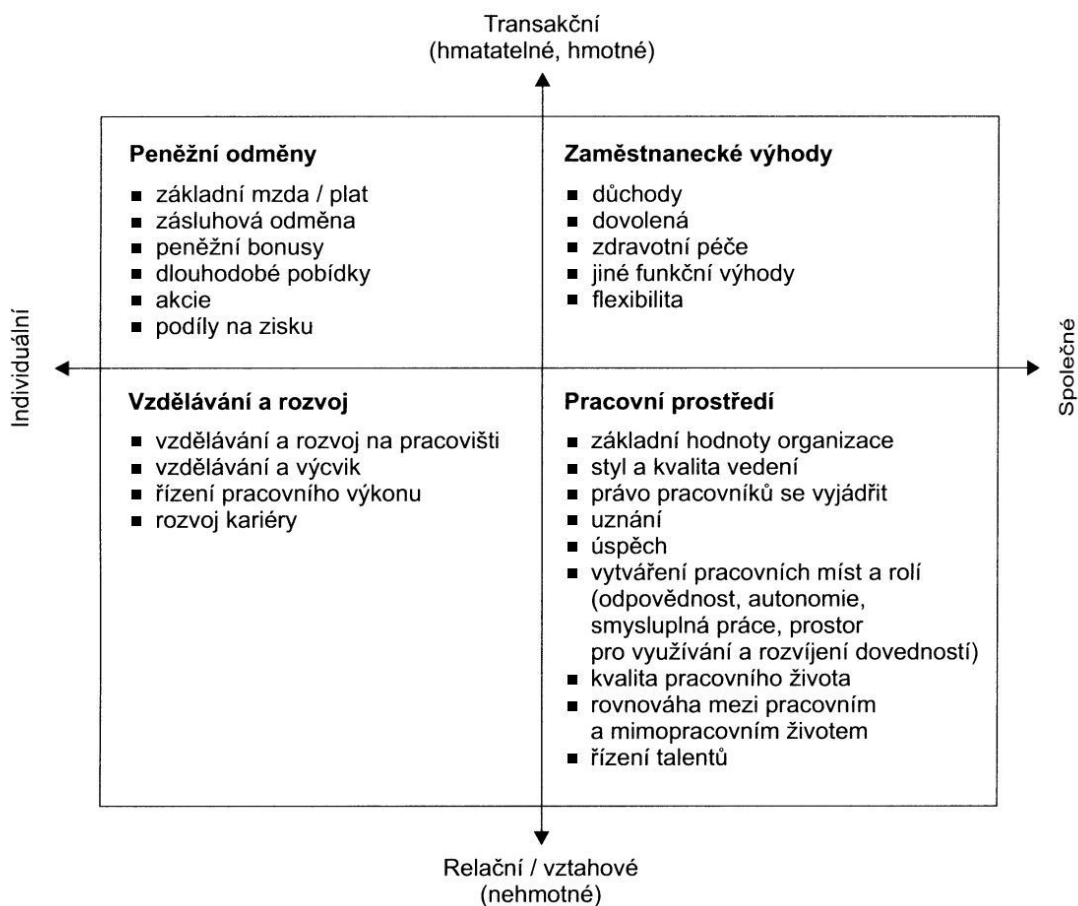 Transakční
(hmatatelné, hmotné)
Peněžní odměny
■ základní mzda / plat
■ zásluhová odměna
■ peněžní bonusy
■ dlouhodobé pobídky
■ akcie
■ podíly na zisku
Zaměstnanecké výhody
■ důchody
■ dovolená
■ zdravotní péče
■ jiné funkční výhody
■ flexibilita
Individuální
Společné
Vzdělávání a rozvoj
■ vzdělávání a rozvoj na pracovišti
■ vzdělávání a výcvik
■ řízení pracovního výkonu
■ rozvoj kariéry
Pracovní prostředí
■ základní hodnoty organizace
■ styl a kvalita vedení
■ právo pracovníků se vyjádřit
■ uznání
■ úspěch
■ vytváření pracovních míst a rolí
(odpovědnost, autonomie,
smysluplná práce, prostor
pro využívání a rozvíjení dovedností)
■ kvalita pracovního života
■ rovnováha mezi pracovním
a mimopracovním životem
■ řízení talentů
Relační / vztahové
(nehmotné)